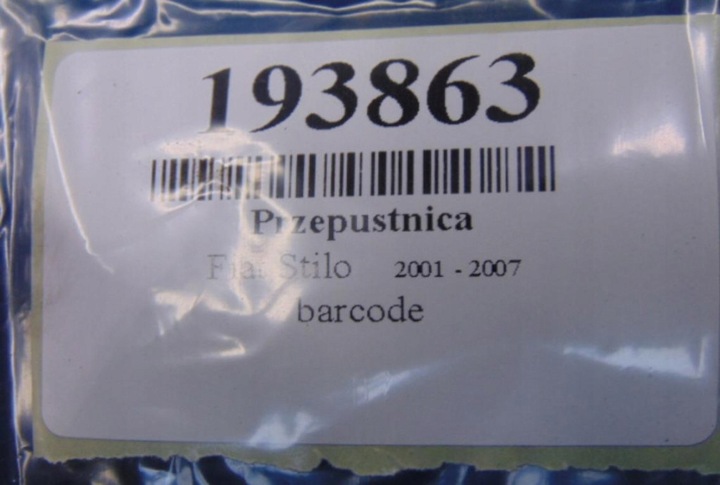 193863
Przepustnica
Fiat Stilo 2001 - 2007
barcode